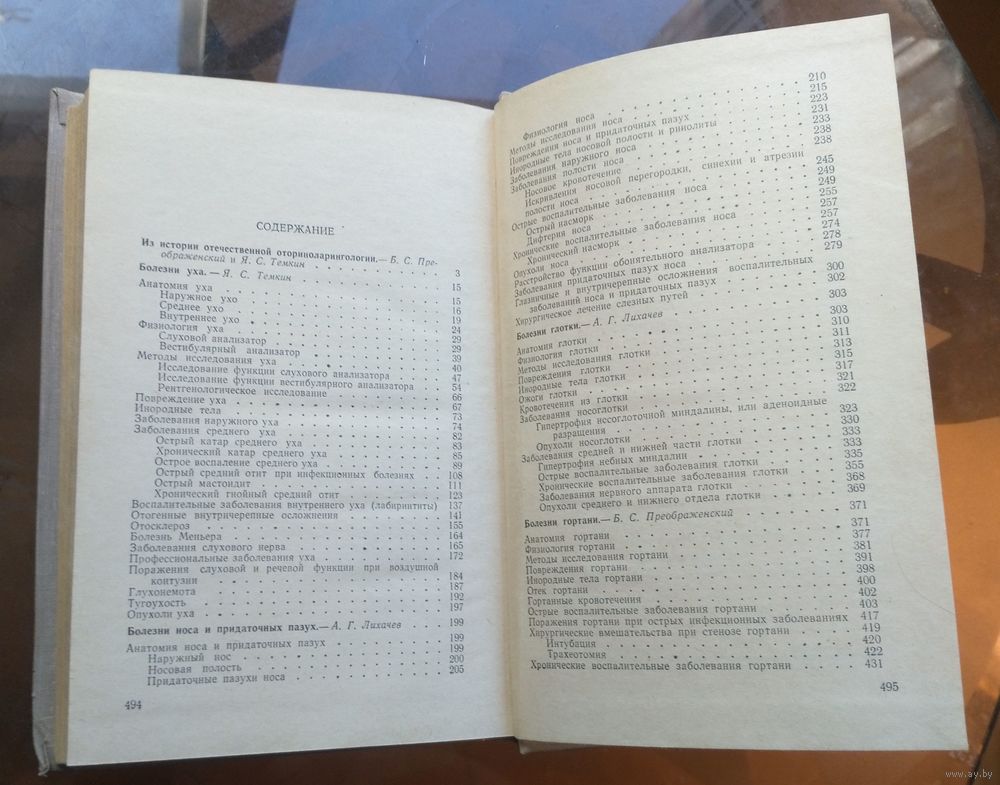 СОДЕРЖАНИЕ
Из истории отечественной оториноларингологии. — Б. С. Пре-
ображенский и Я. С. Темкин 3
Болезни уха. — Я. С. Темкин 15
Анатомия уха 15
Наружное ухо 16
Среднее ухо 19
Внутреннее ухо 24
Физиология уха 29
Слуховой анализатор 29
Вестибулярный анализатор 39
Методы исследования уха 40
Исследование функции слухового анализатора 47
Исследование функции вестибулярного анализатора 54
Рентгенологическое исследование 66
Повреждение уха 67
Инородные тела 73
Заболевания наружного уха 74
Заболевания среднего уха 82
Острый катар среднего уха 83
Хронический катар среднего уха 85
Острое воспаление среднего уха 89
Острый средний отит при инфекционных болезнях 108
Острый мастоидит 111
Хронический гнойный средний отит 123
Воспалительные заболевания внутреннего уха (лабиринтиты) 137
Отогенные внутричерепные осложнения 141
Отосклероз 155
Болезнь Меньера 164
Заболевания слухового нерва 165
Профессиональные заболевания уха 172
Поражения слуховой и речевой функции при воздушной
контузии 184
Глухонемота 187
Тугоухость 192
Опухоли уха 197
Болезни носа и придаточных пазух. — А. Г. Лихачев 199
Анатомия носа и придаточных пазух 199
Наружный нос 199
Носовая полость 200
Придаточные пазухи носа 205
494
Физиология носа 210
Методы исследования носа 215
Повреждения носа и придаточных пазух 223
Инородные тела носовой полости и ринолиты 231
Заболевания наружного носа 233
Заболевания полости носа 238
Носовое кровотечение 238
Искривления носовой перегородки, синехии и атрезии
полости носа 245
Острые воспалительные заболевания носа 249
Острый насморк 249
Дифтерия носа 255
Хронические воспалительные заболевания носа 257
Хронический насморк 257
Опухоли носа 274
Расстройство функции обонятельного анализатора 278
Заболевания придаточных пазух носа 279
Глазничные и внутричерепные осложнения воспалительных
заболеваний носа и придаточных пазух 300
Хирургическое лечение слезных путей 302
Болезни глотки. — А. Г. Лихачев 303
Анатомия глотки 303
Физиология глотки 310
Методы исследования глотки 311
Повреждения глотки 313
Инородные тела глотки 315
Ожоги глотки 317
Кровотечения из глотки 321
Заболевания носоглотки 322
Гипертрофия носоглоточной миндалины, или аденоидные
разращения 323
Опухоли носоглотки 330
Заболевания средней и нижней части глотки 333
Гипертрофия небных миндалин 333
Острые воспалительные заболевания глотки 335
Хронические воспалительные заболевания глотки 355
Заболевания нервного аппарата глотки 368
Опухоли среднего и нижнего отдела глотки 369
Болезни гортани. — Б. С. Преображенский 371
Анатомия гортани 371
Физиология гортани 377
Методы исследования гортани 381
Повреждения гортани 391
Инородные тела гортани 398
Отек гортани 400
Гортанные кровотечения 402
Острые воспалительные заболевания гортани 403
Поражения гортани при острых инфекционных заболеваниях 417
Хирургические вмешательства при стенозе гортани 419
Интубация 420
Трахеотомия 422
Хронические воспалительные заболевания гортани 431
495
www.ay.by